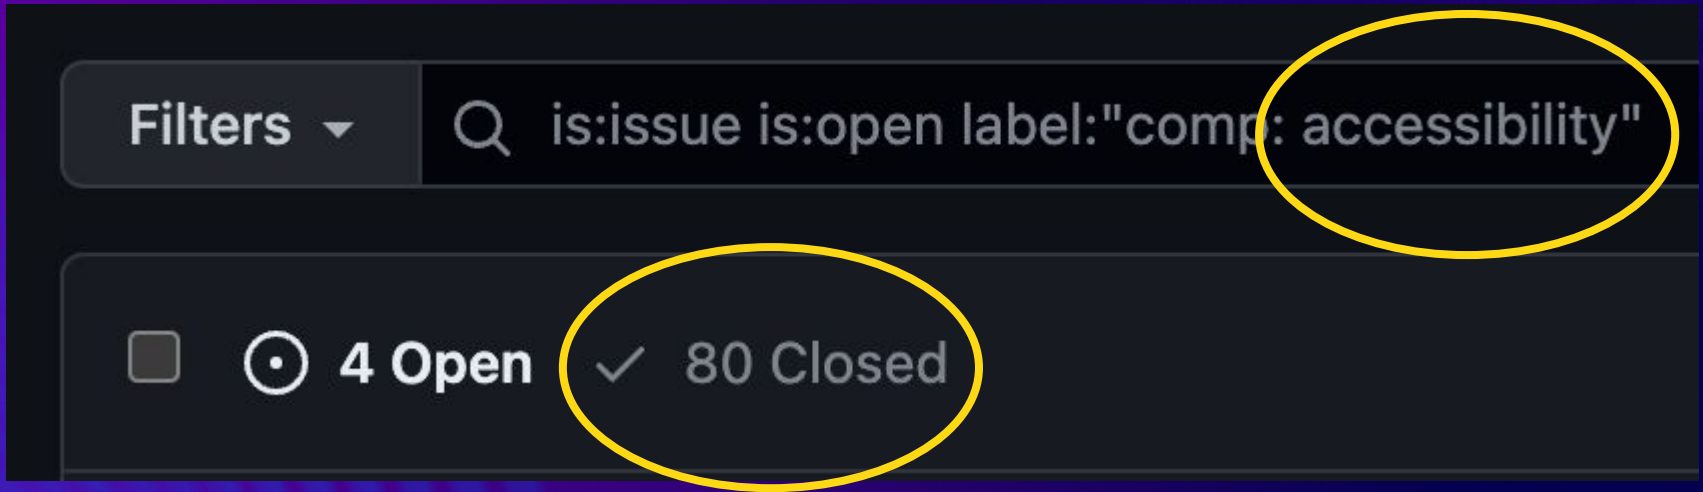 Filters is:issue is:open label:"comp: accessibility"
4 Open 80 Closed